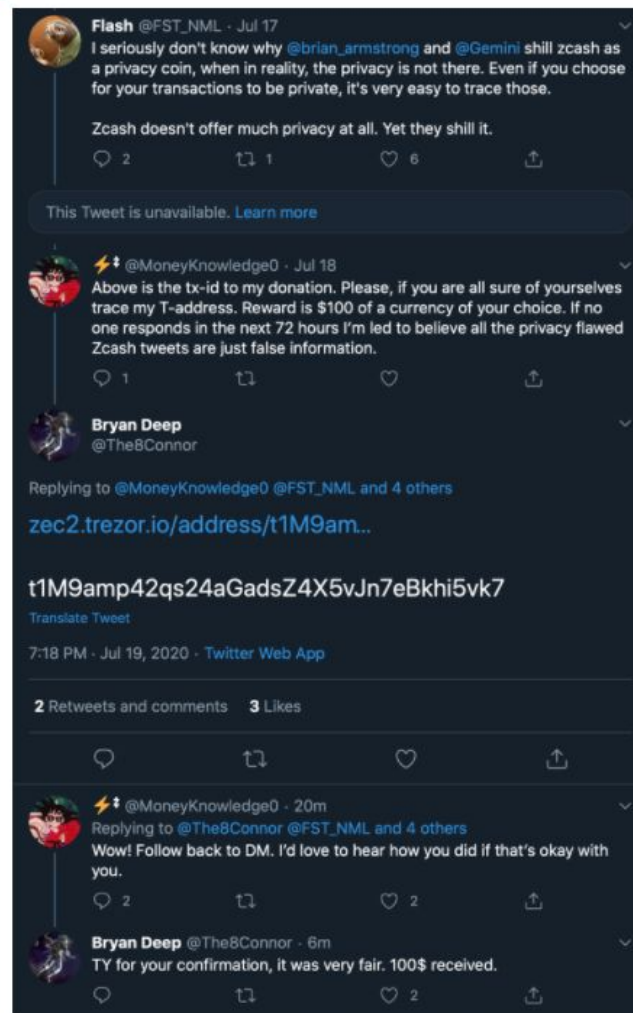 Flash @FST_NML · Jul 17
I seriously don't know why @brian_armstrong and @Gemini shill zcash as
a privacy coin, when in reality, the privacy is not there. Even if you choose
for your transactions to be private, it's very easy to trace those.
Zcash doesn't offer much privacy at all. Yet they shill it.
2 1 6
This Tweet is unavailable. Learn more
@MoneyKnowledge0 · Jul 18
Above is the tx-id to my donation. Please, if you are all sure of yourselves
trace my T-address. Reward is $100 of a currency of your choice. If no
one responds in the next 72 hours I'm led to believe all the privacy flawed
Zcash tweets are just false information.
1
Bryan Deep
@The8Connor
Replying to @MoneyKnowledge0 @FST_NML and 4 others
zec2.trezor.io/address/t1M9am...
t1M9amp42qs24aGadsZ4X5vJn7eBkhi5vk7
Translate Tweet
7:18 PM · Jul 19, 2020 · Twitter Web App
2 Retweets and comments 3 Likes
@MoneyKnowledge0 · 20m
Replying to @The8Connor @FST_NML and 4 others
Wow! Follow back to DM. I'd love to hear how you did if that's okay with
you.
2 2
Bryan Deep @The8Connor · 6m
TY for your confirmation, it was very fair. 100$ received.
2